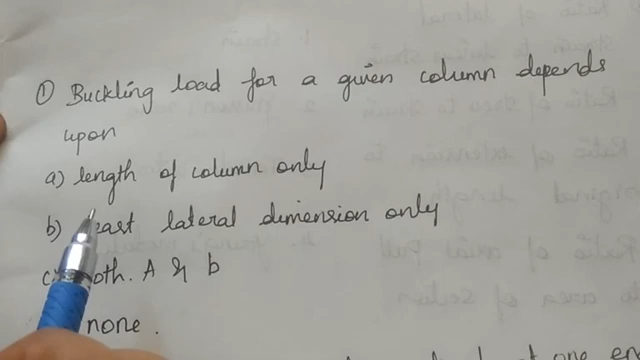 ① Buckling load for a given column depends
upon
a) length of column only
b) lateral dimension only
c) A & b
none.